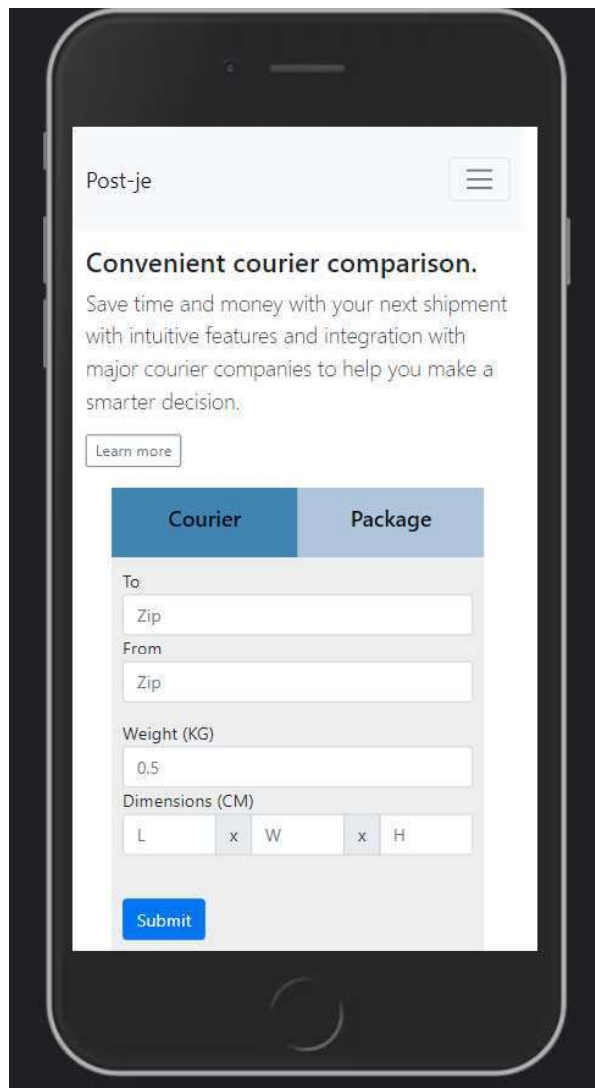 Post-je
Convenient courier comparison.
Save time and money with your next shipment
with intuitive features and integration with
major courier companies to help you make a
smarter decision.
Learn more
Courier Package
To
Zip
From
Zip
Weight (KG)
0.5
Dimensions (CM)
L x W x H
Submit